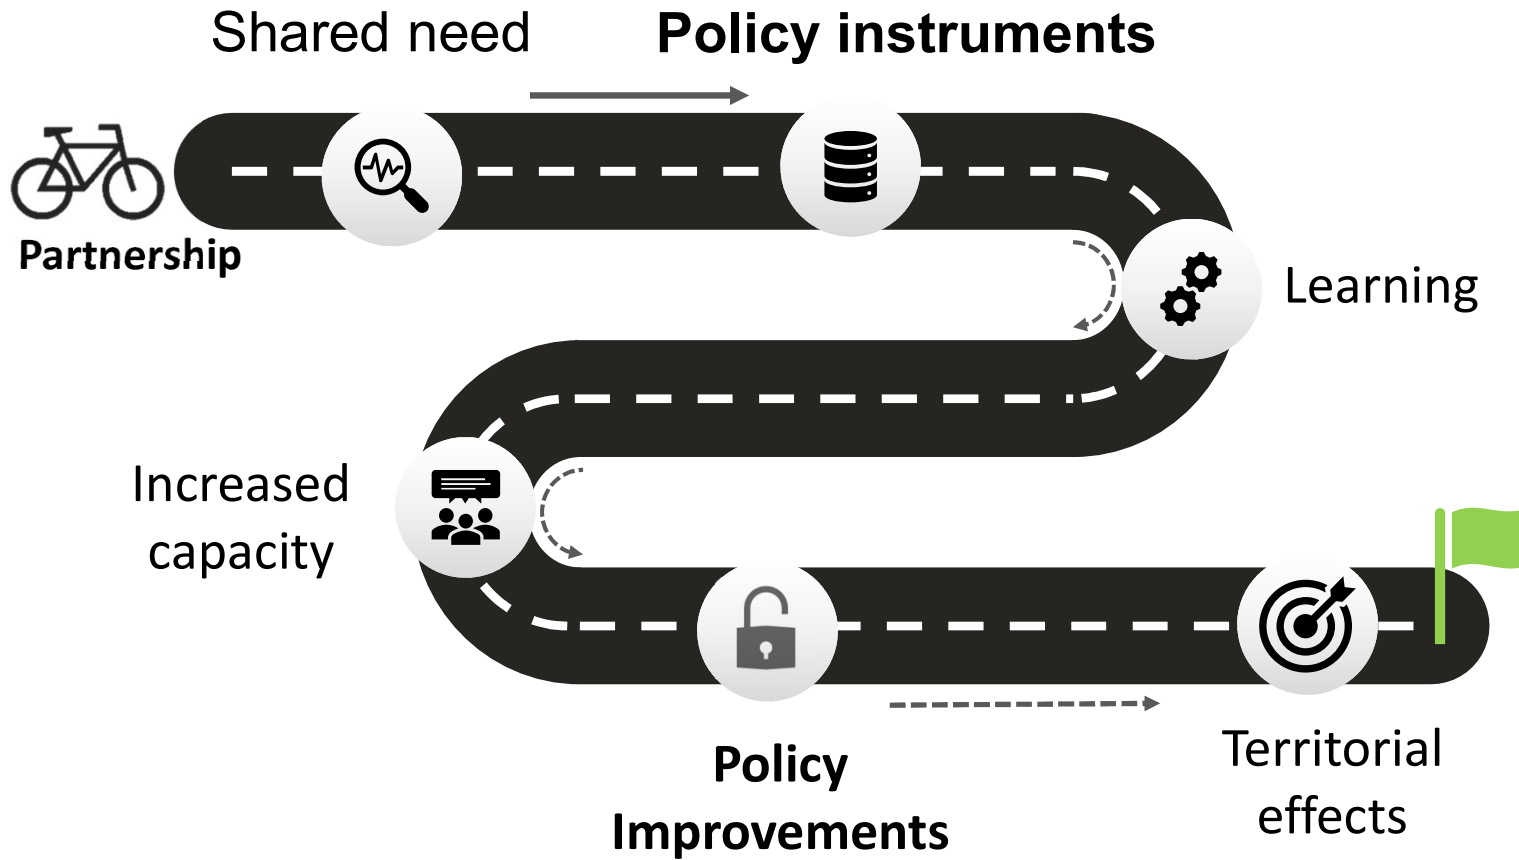 Shared need
Policy instruments
Partnership
Learning
Increased
capacity
Policy
Improvements
Territorial
effects